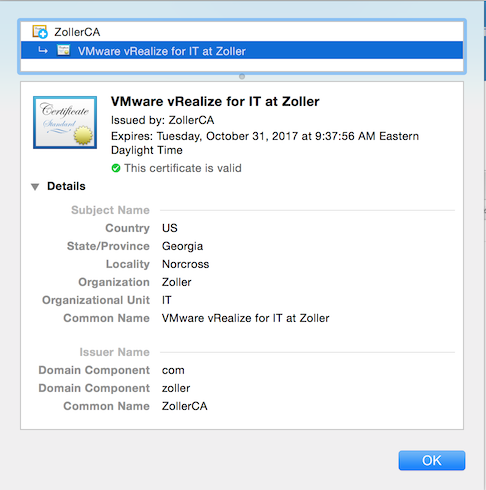 ZollerCA
VMware vRealize for IT at Zoller
Certificate
Standard
VMware vRealize for IT at Zoller
Issued by: ZollerCA
Expires: Tuesday, October 31, 2017 at 9:37:56 AM Eastern
Daylight Time
This certificate is valid
Details
Subject Name
Country US
State/Province Georgia
Locality Norcross
Organization Zoller
Organizational Unit IT
Common Name VMware vRealize for IT at Zoller
Issuer Name
Domain Component com
Domain Component zoller
Common Name ZollerCA
OK